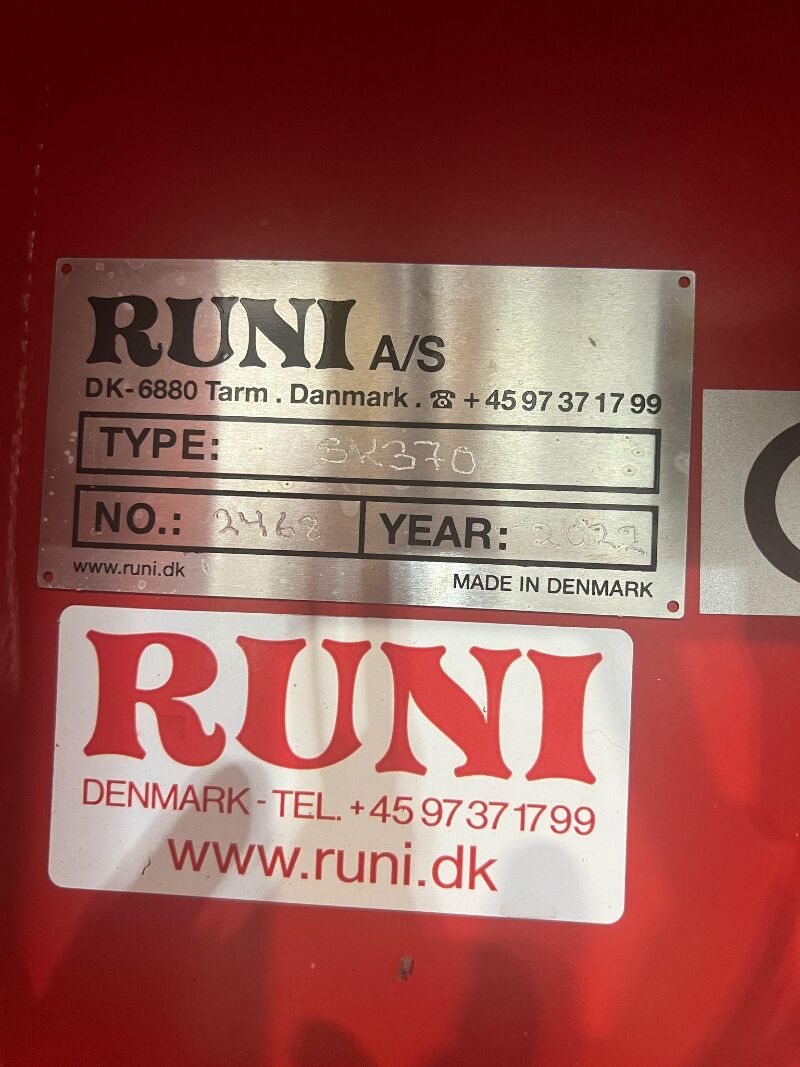 RUNI A/S
DK-6880 Tarm . Danmark . ☎ +45 97 37 17 99
TYPE: SK370
NO.: 2468 YEAR: 2022
www.runi.dk MADE IN DENMARK
RUNI
DENMARK - TEL. +45 97 37 17 99
www.runi.dk